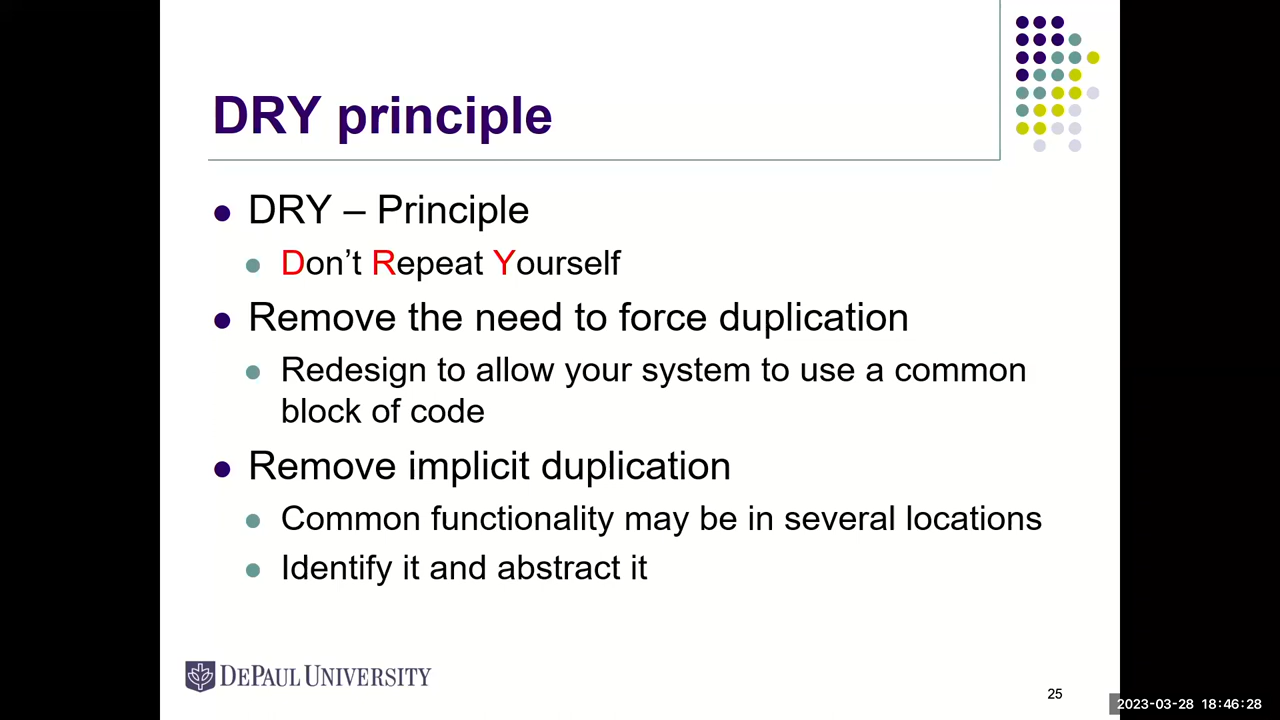 DRY principle
DRY – Principle
Don’t Repeat Yourself
Remove the need to force duplication
Redesign to allow your system to use a common
block of code
Remove implicit duplication
Common functionality may be in several locations
Identify it and abstract it
DEPAUL UNIVERSITY
25
2023-03-28 18:46:28